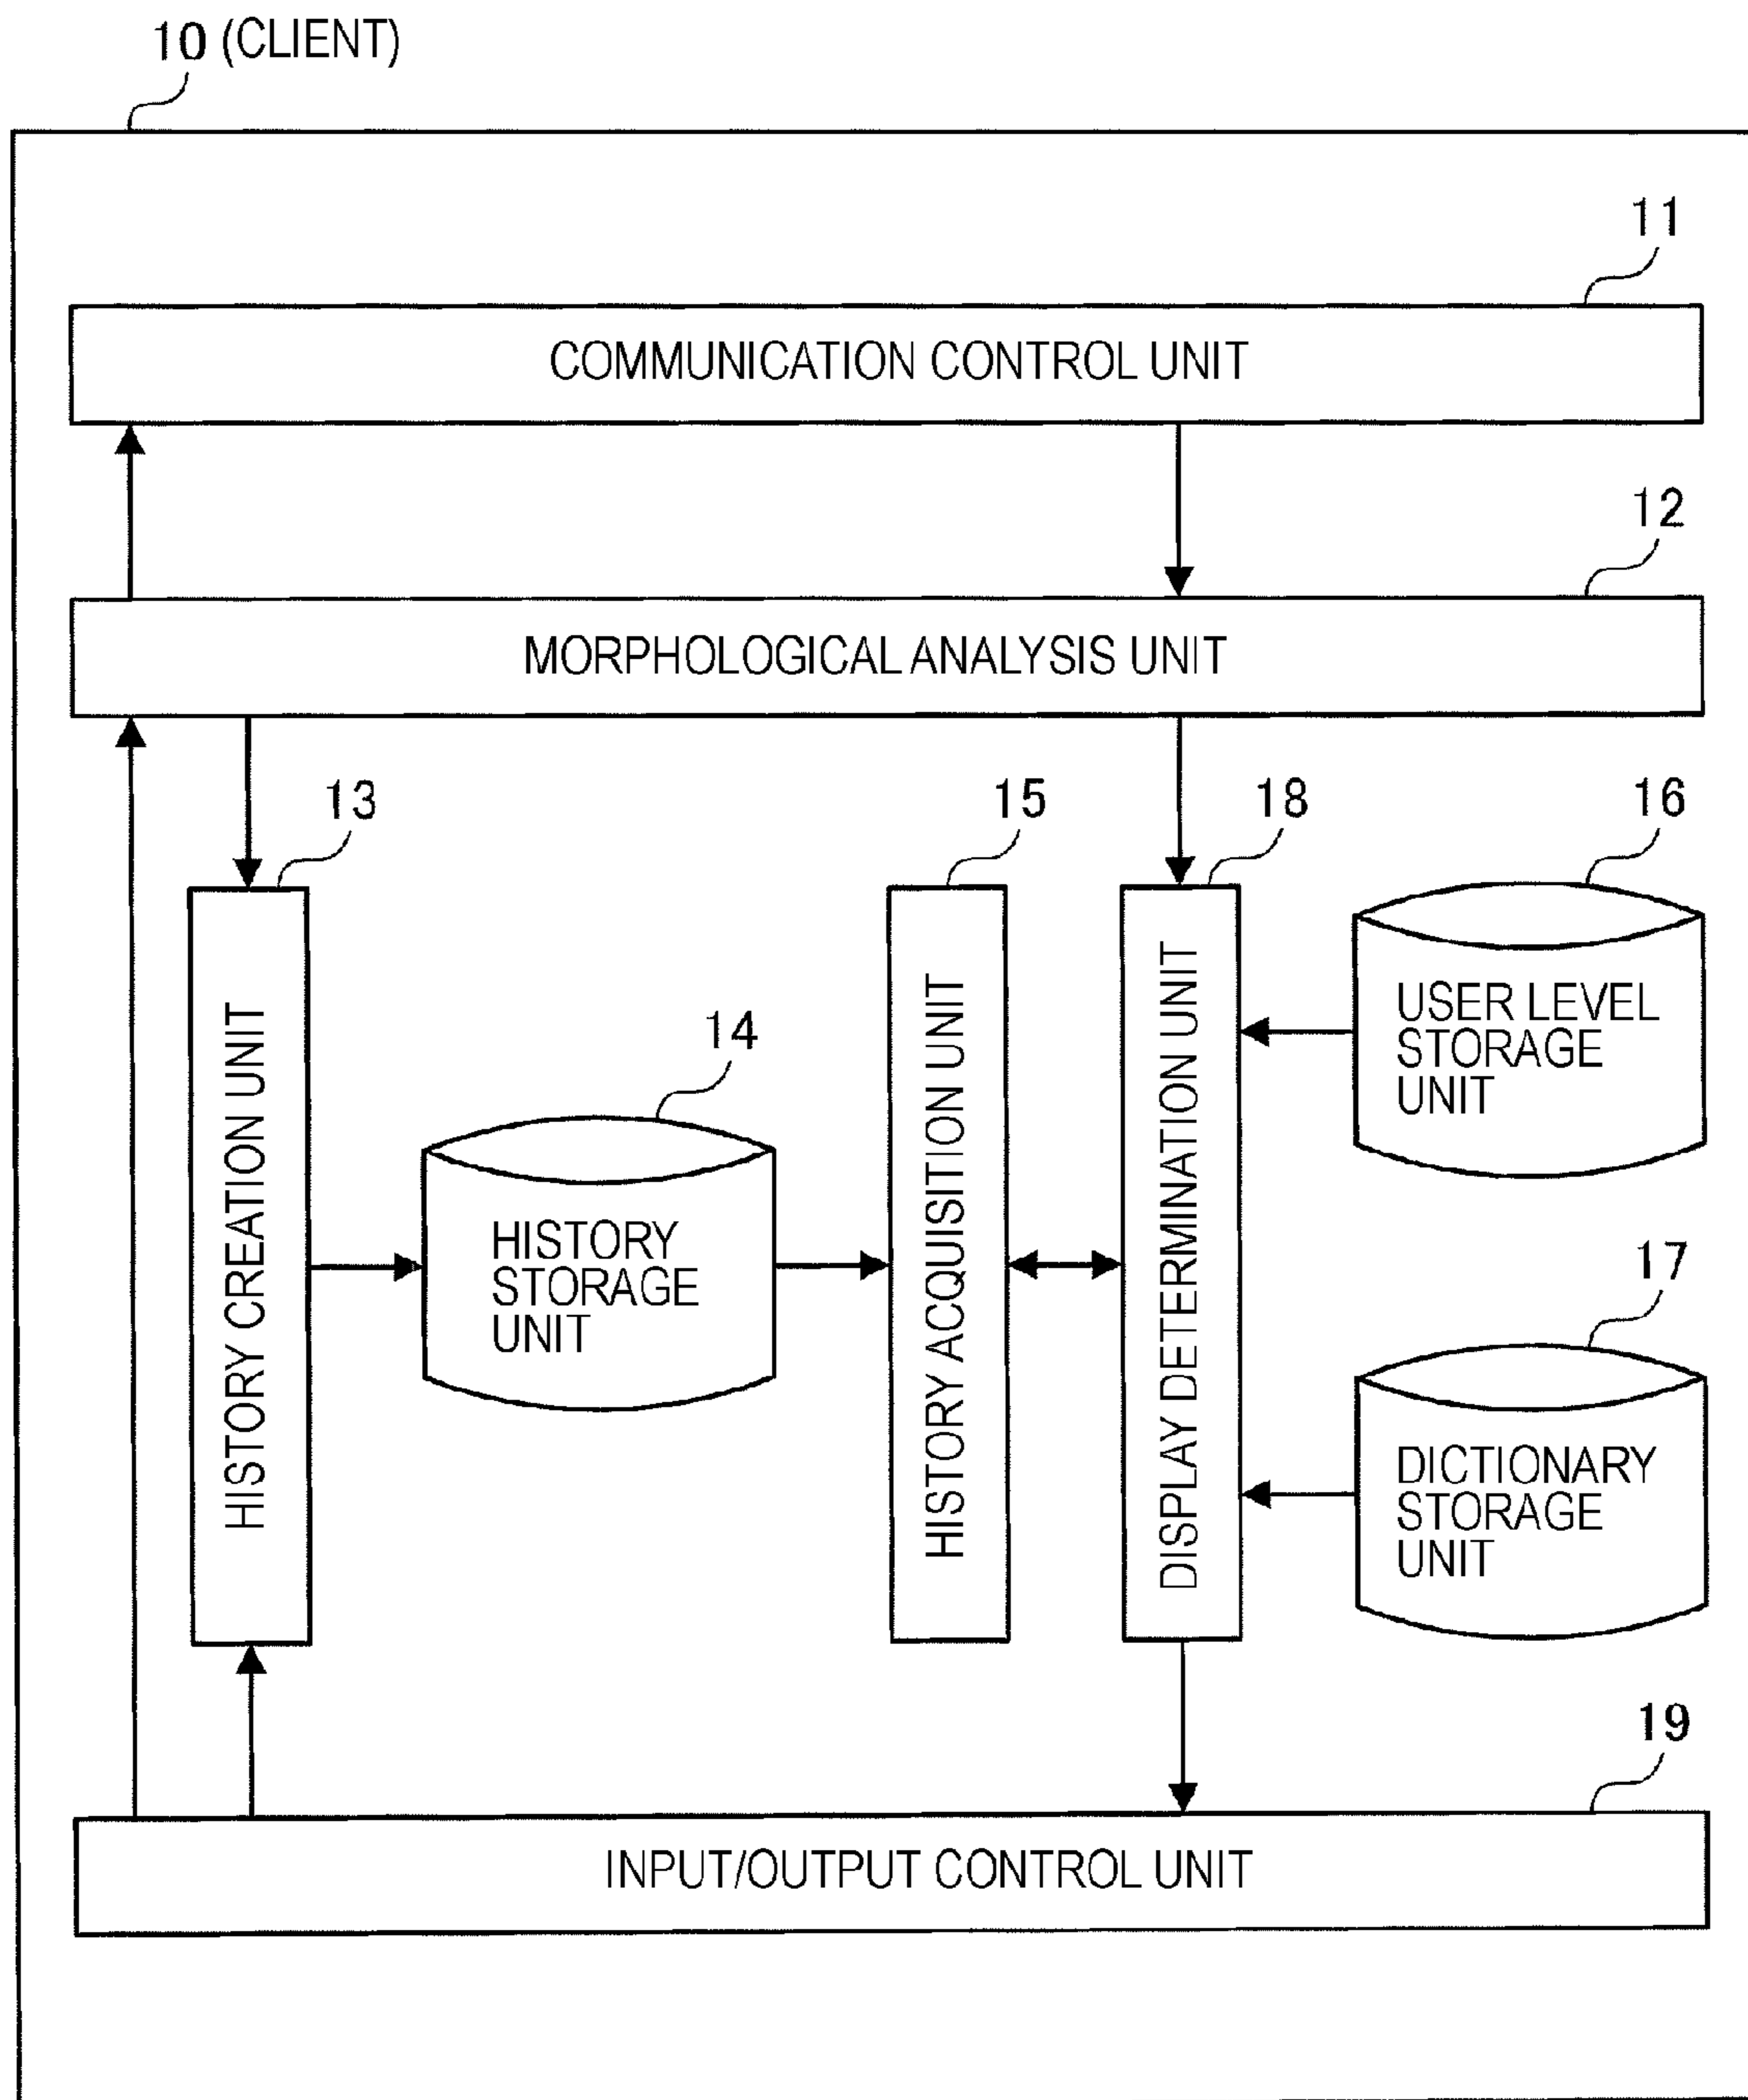 10 (CLIENT)
11
COMMUNICATION CONTROL UNIT
12
MORPHOLOGICAL ANALYSIS UNIT
13
HISTORY CREATION UNIT
14
HISTORY
STORAGE
UNIT
15
HISTORY ACQUISITION UNIT
18
DISPLAY DETERMINATION UNIT
16
USER LEVEL
STORAGE
UNIT
17
DICTIONARY
STORAGE
UNIT
19
INPUT/OUTPUT CONTROL UNIT